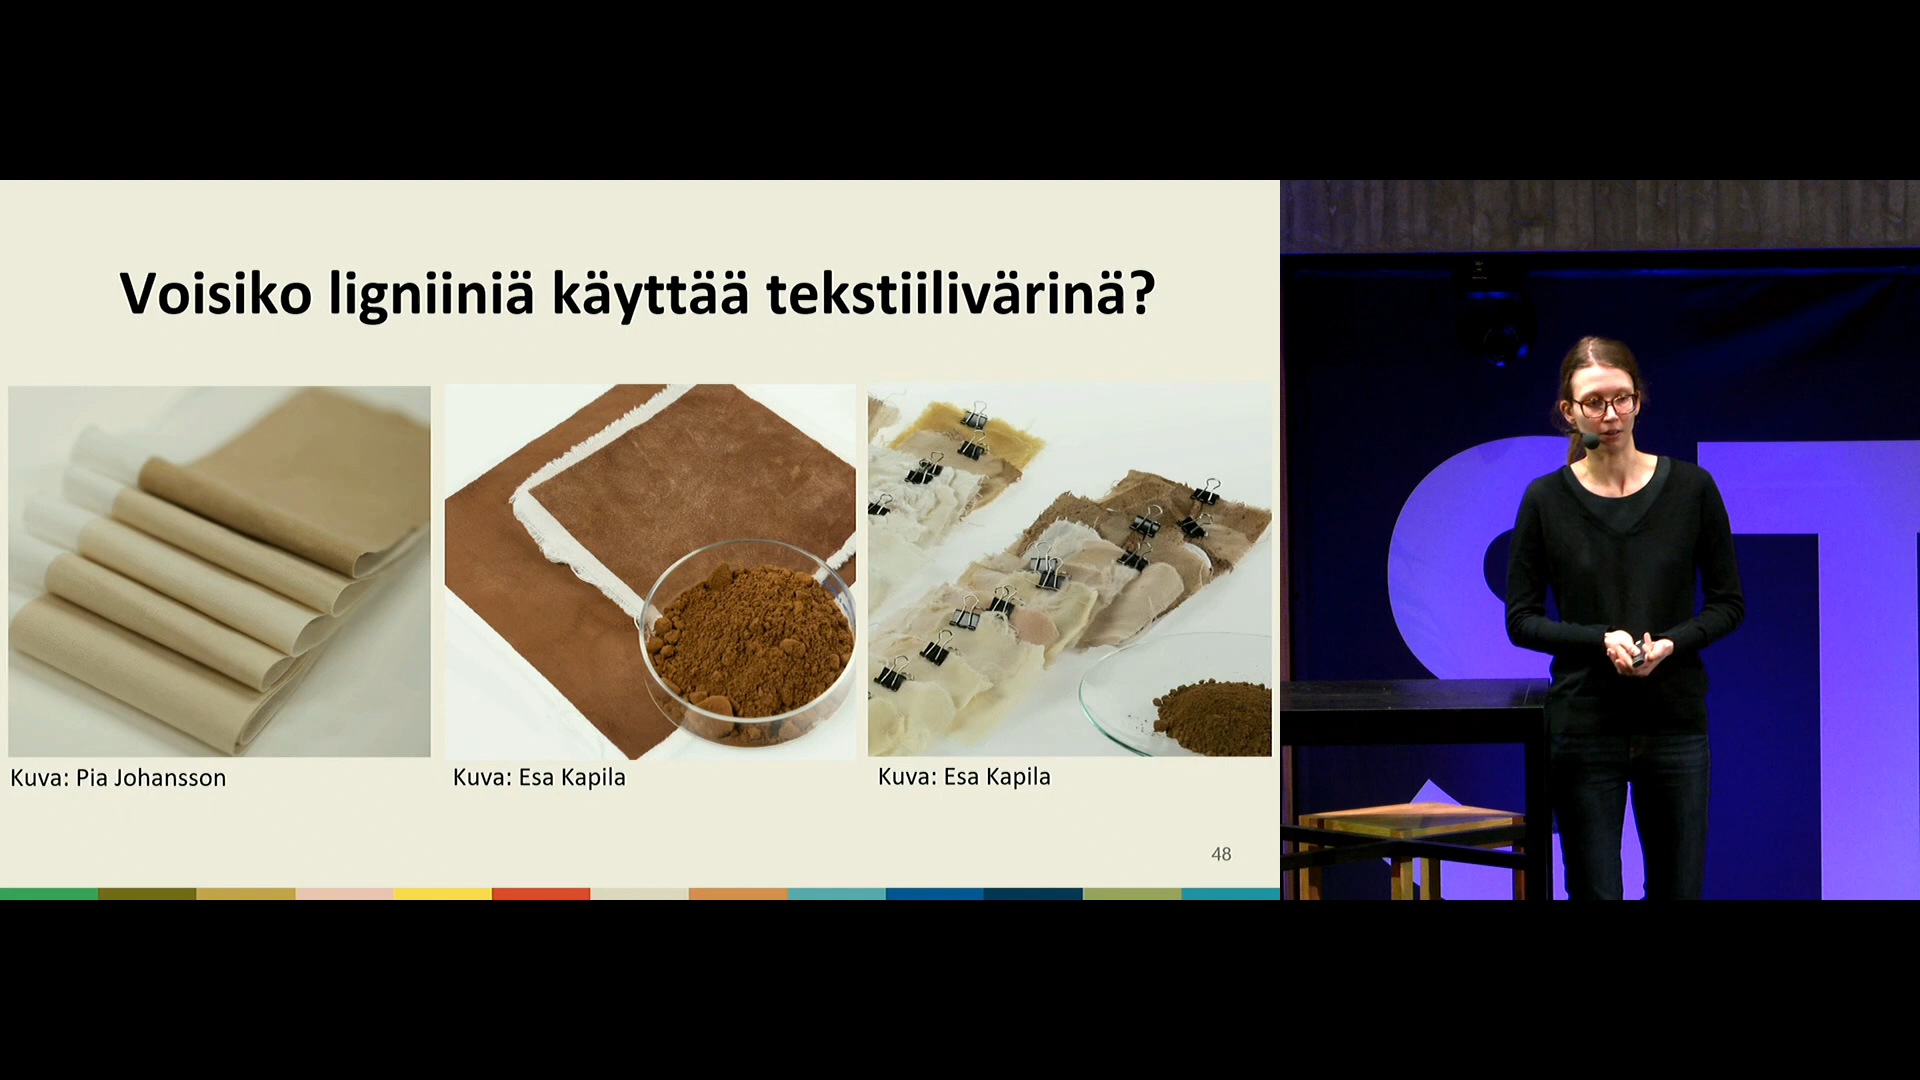 Voisiko ligniiniä käyttää tekstiilivärinä?
Kuva: Pia Johansson
Kuva: Esa Kapila
Kuva: Esa Kapila
48